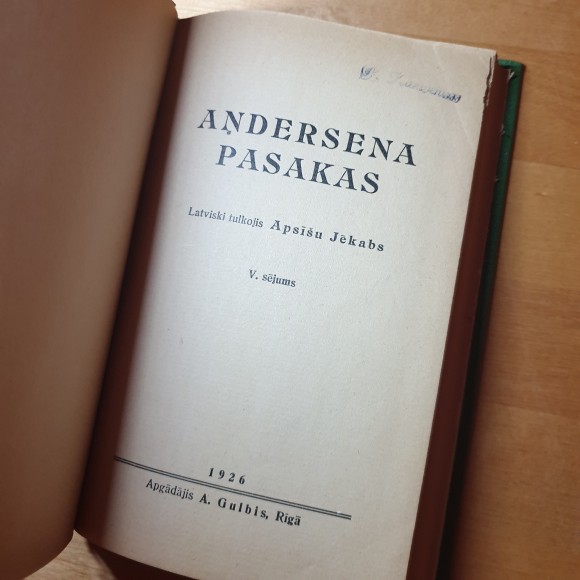 AŅDERSENA
PASAKAS
Latviski tulkojis Apsīšu Jēkabs
V. sējums
1926
Apgādājis A. Gulbis, Rīgā